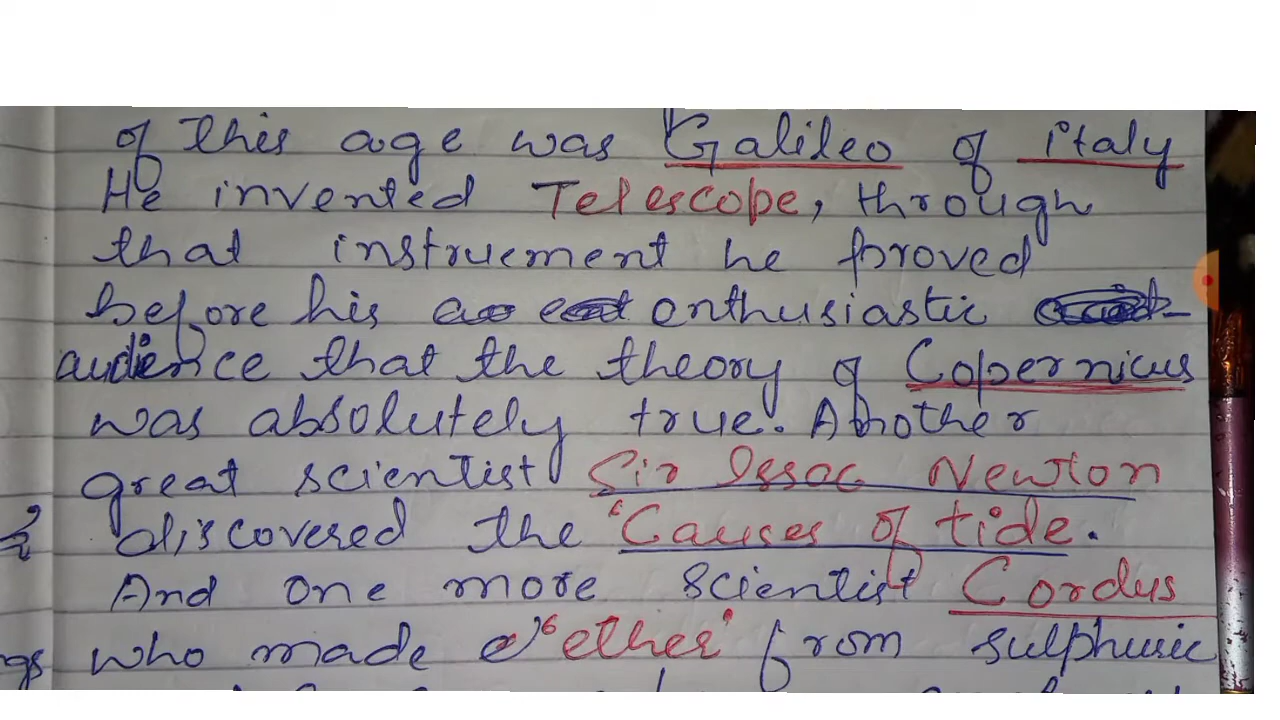 of this age was Galileo of italy
He invented Telescope, through
that instruement he proved
before his enthusiastic
audience that the theory of Copernicus
was absolutely true. Another
great scientist Sir Issac Newton
discovered the 'Causes of tide.
And one more scientist Cordus
gs who made 'ether' from sulphuric